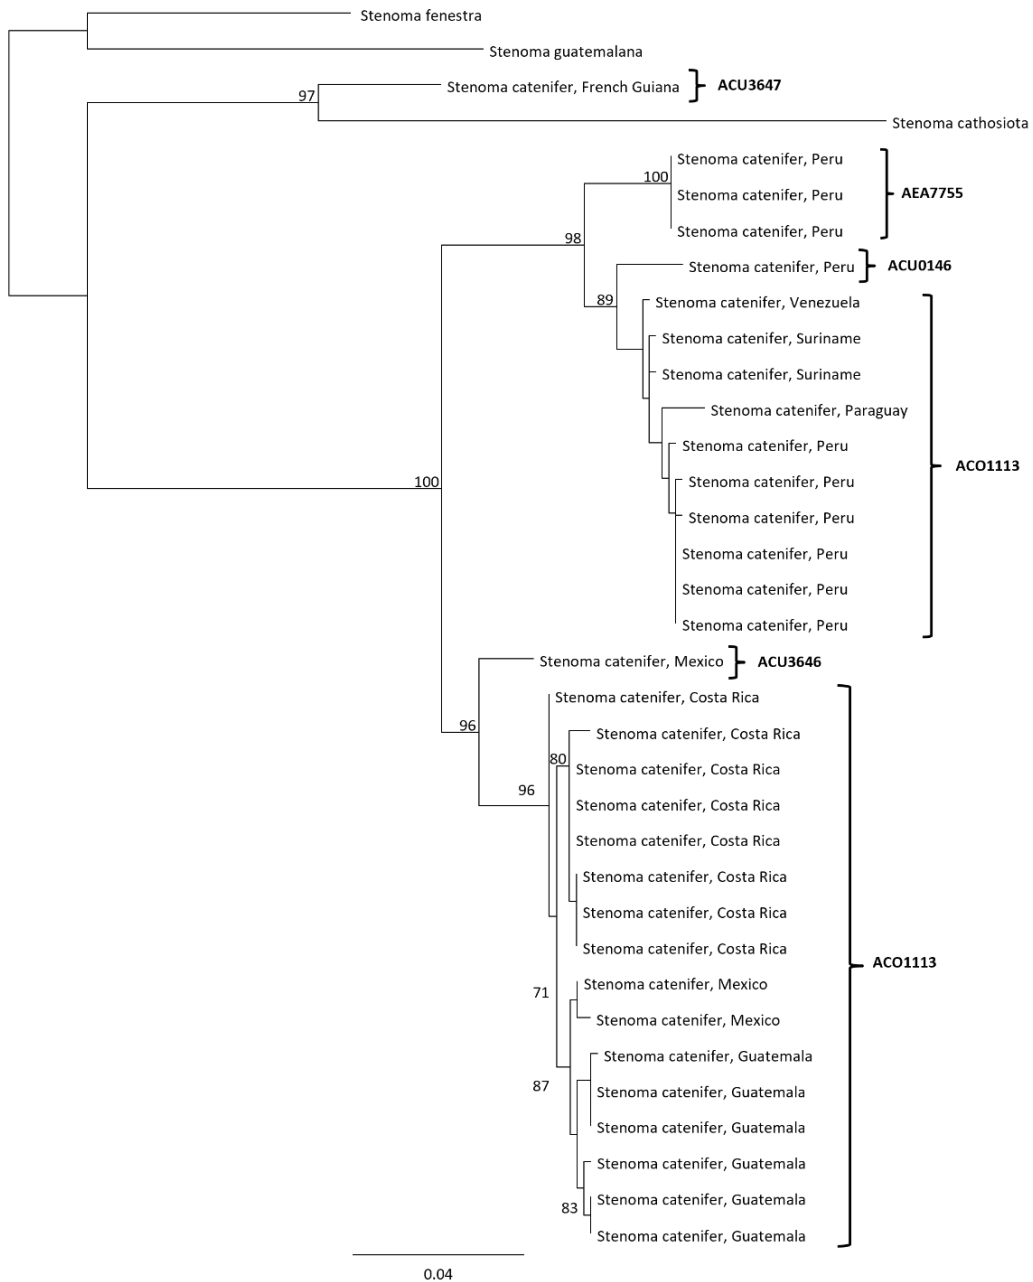 Stenoma fenestra
Stenoma guatemalana
Stenoma catenifer, French Guiana
ACU3647
97
Stenoma cathosiota
Stenoma catenifer, Peru
100
Stenoma catenifer, Peru
AEA7755
Stenoma catenifer, Peru
98
Stenoma catenifer, Peru
ACU0146
89
Stenoma catenifer, Venezuela
Stenoma catenifer, Suriname
Stenoma catenifer, Suriname
Stenoma catenifer, Paraguay
Stenoma catenifer, Peru
ACO1113
100
Stenoma catenifer, Peru
Stenoma catenifer, Peru
Stenoma catenifer, Peru
Stenoma catenifer, Peru
Stenoma catenifer, Peru
Stenoma catenifer, Mexico
ACU3646
Stenoma catenifer, Costa Rica
96
Stenoma catenifer, Costa Rica
80
Stenoma catenifer, Costa Rica
96
Stenoma catenifer, Costa Rica
Stenoma catenifer, Costa Rica
Stenoma catenifer, Costa Rica
Stenoma catenifer, Costa Rica
Stenoma catenifer, Costa Rica
ACO1113
Stenoma catenifer, Mexico
71
Stenoma catenifer, Mexico
Stenoma catenifer, Guatemala
87
Stenoma catenifer, Guatemala
Stenoma catenifer, Guatemala
Stenoma catenifer, Guatemala
Stenoma catenifer, Guatemala
83
Stenoma catenifer, Guatemala
0.04